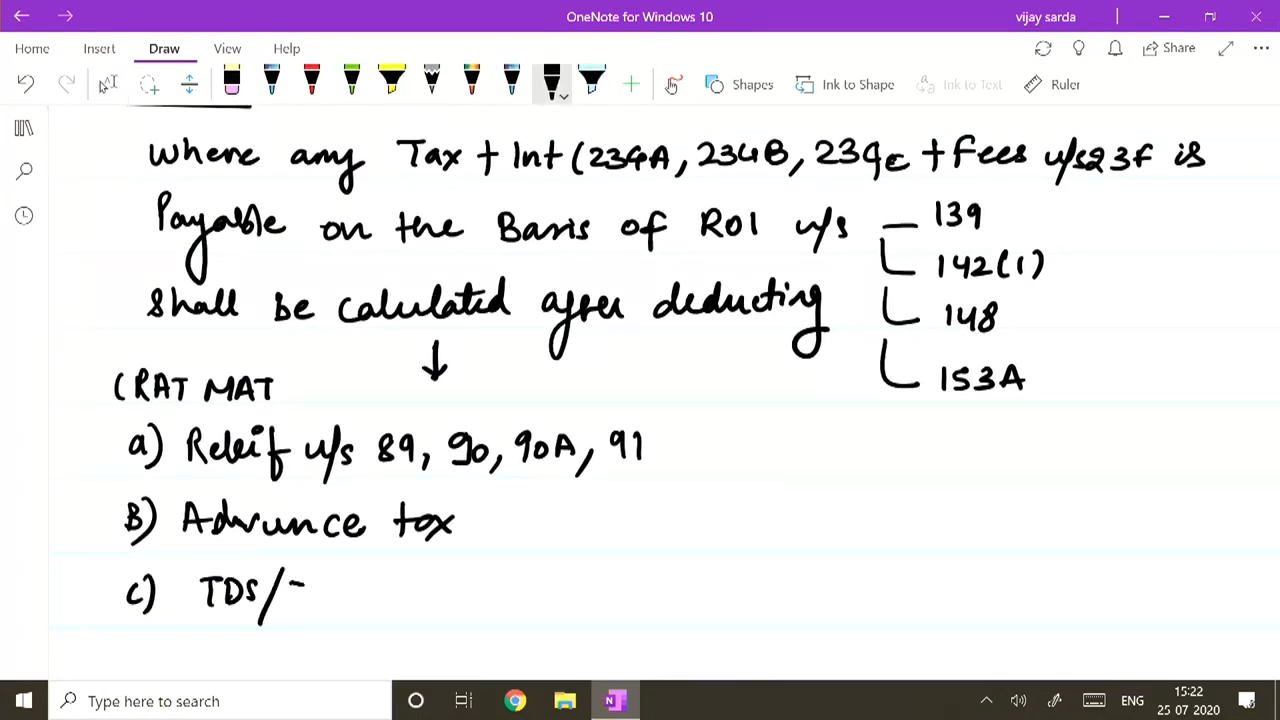 OneNote for Windows 10
vijay sarda
Home Insert Draw View Help
Share
Shapes Ink to Shape Ink to Text Ruler
Where any Tax + Int (234A, 234B, 234c + Fees u/s23F is
Payable on the Basis of ROI u/s
139
142(1)
148
153A
Shall be calculated after deducting
(RAT MAT
a) Releif u/s 89, 90, 90A, 91
B) Advance tax
c) TDS/-
Type here to search
ENG
15:22
25-07-2020